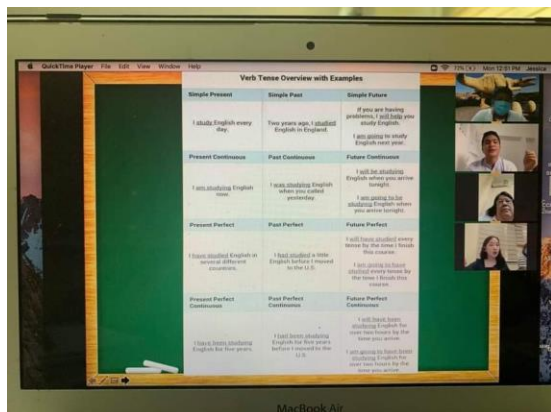 QuickTime Player File Edit View Window Help 71% Mon 12:51 PM Jessica
Verb Tense Overview with Examples
Simple Present Simple Past Simple Future
I study English every
day.
Two years ago, I studied
English in England.
If you are having
problems, I will help you
study English.
I am going to study
English next year.
Present Continuous Past Continuous Future Continuous
I am studying English
now.
I was studying English
when you called
yesterday.
I will be studying
English when you arrive
tonight.
I am going to be
studying English when
you arrive tonight.
Present Perfect Past Perfect Future Perfect
I have studied English in
several different
countries.
I had studied a little
English before I moved
to the U.S.
I will have studied every
tense by the time I finish
this course.
I am going to have
studied every tense by
the time I finish this
course.
Present Perfect
Continuous
Past Perfect
Continuous
Future Perfect
Continuous
I have been studying
English for five years.
I had been studying
English for five years
before I moved to the
U.S.
I will have been
studying English for
over two hours by the
time you arrive.
I am going to have been
studying English for
over two hours by the
time you arrive.
MacBook Air